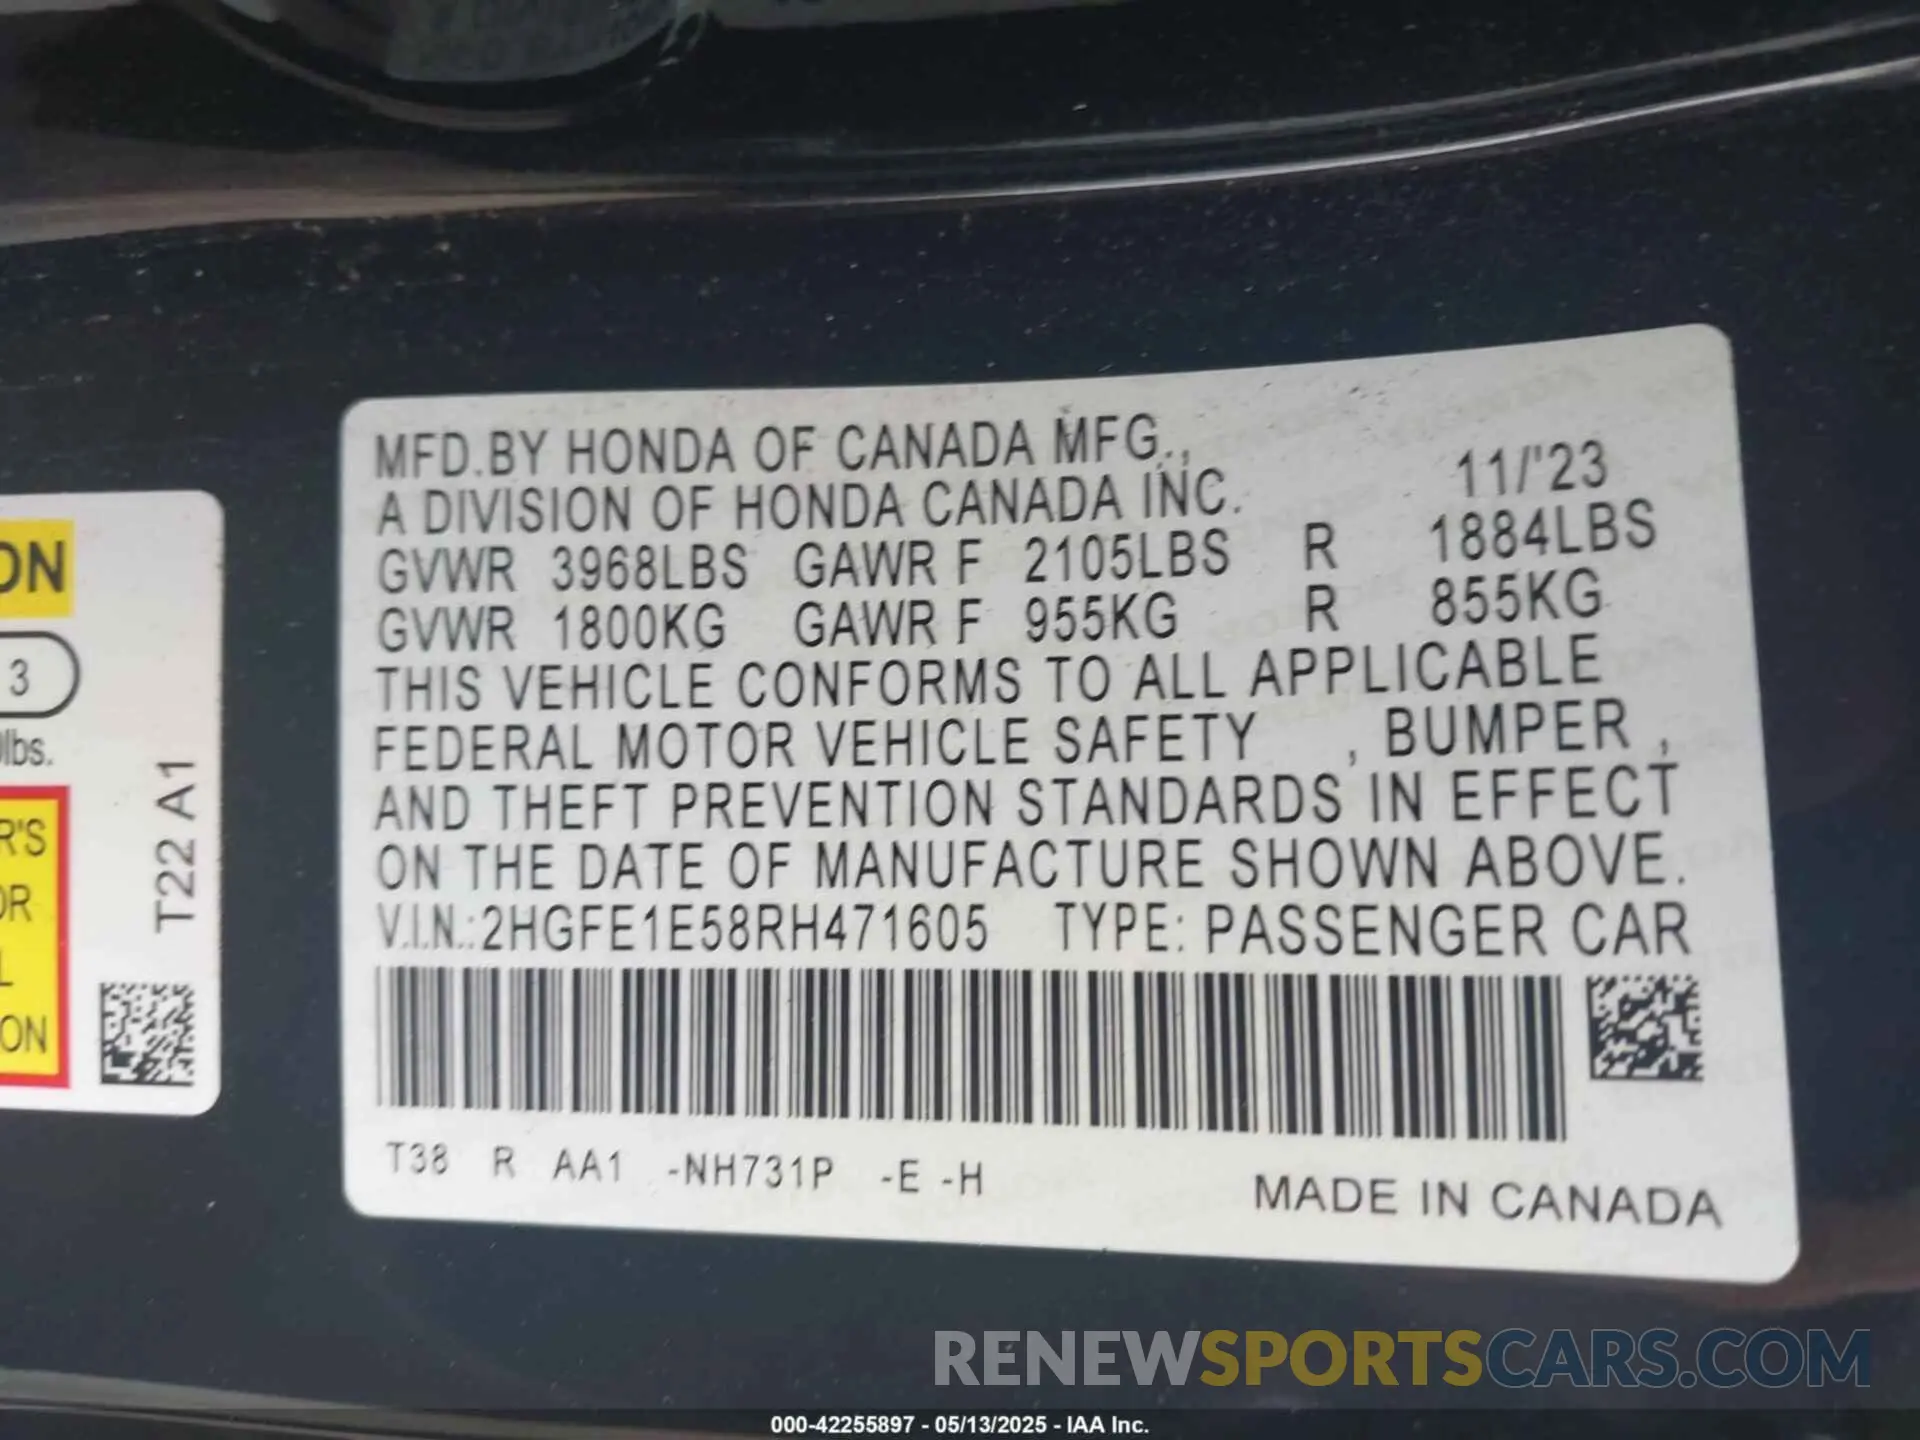 MFD.BY HONDA OF CANADA MFG.,
A DIVISION OF HONDA CANADA INC. 11/'23
GVWR 3968LBS GAWR F 2105LBS R 1884LBS
GVWR 1800KG GAWR F 955KG R 855KG
THIS VEHICLE CONFORMS TO ALL APPLICABLE
FEDERAL MOTOR VEHICLE SAFETY , BUMPER ,
AND THEFT PREVENTION STANDARDS IN EFFECT
ON THE DATE OF MANUFACTURE SHOWN ABOVE.
V.I.N.:2HGFE1E58RH471605 TYPE: PASSENGER CAR
T38 R AA1 -NH731P -E -H
MADE IN CANADA
ON
3
lbs.
R'S
OR
L
ON
T22 A1
RENEWSPORTSCARS.COM
000-42255897 - 05/13/2025 - IAA Inc.